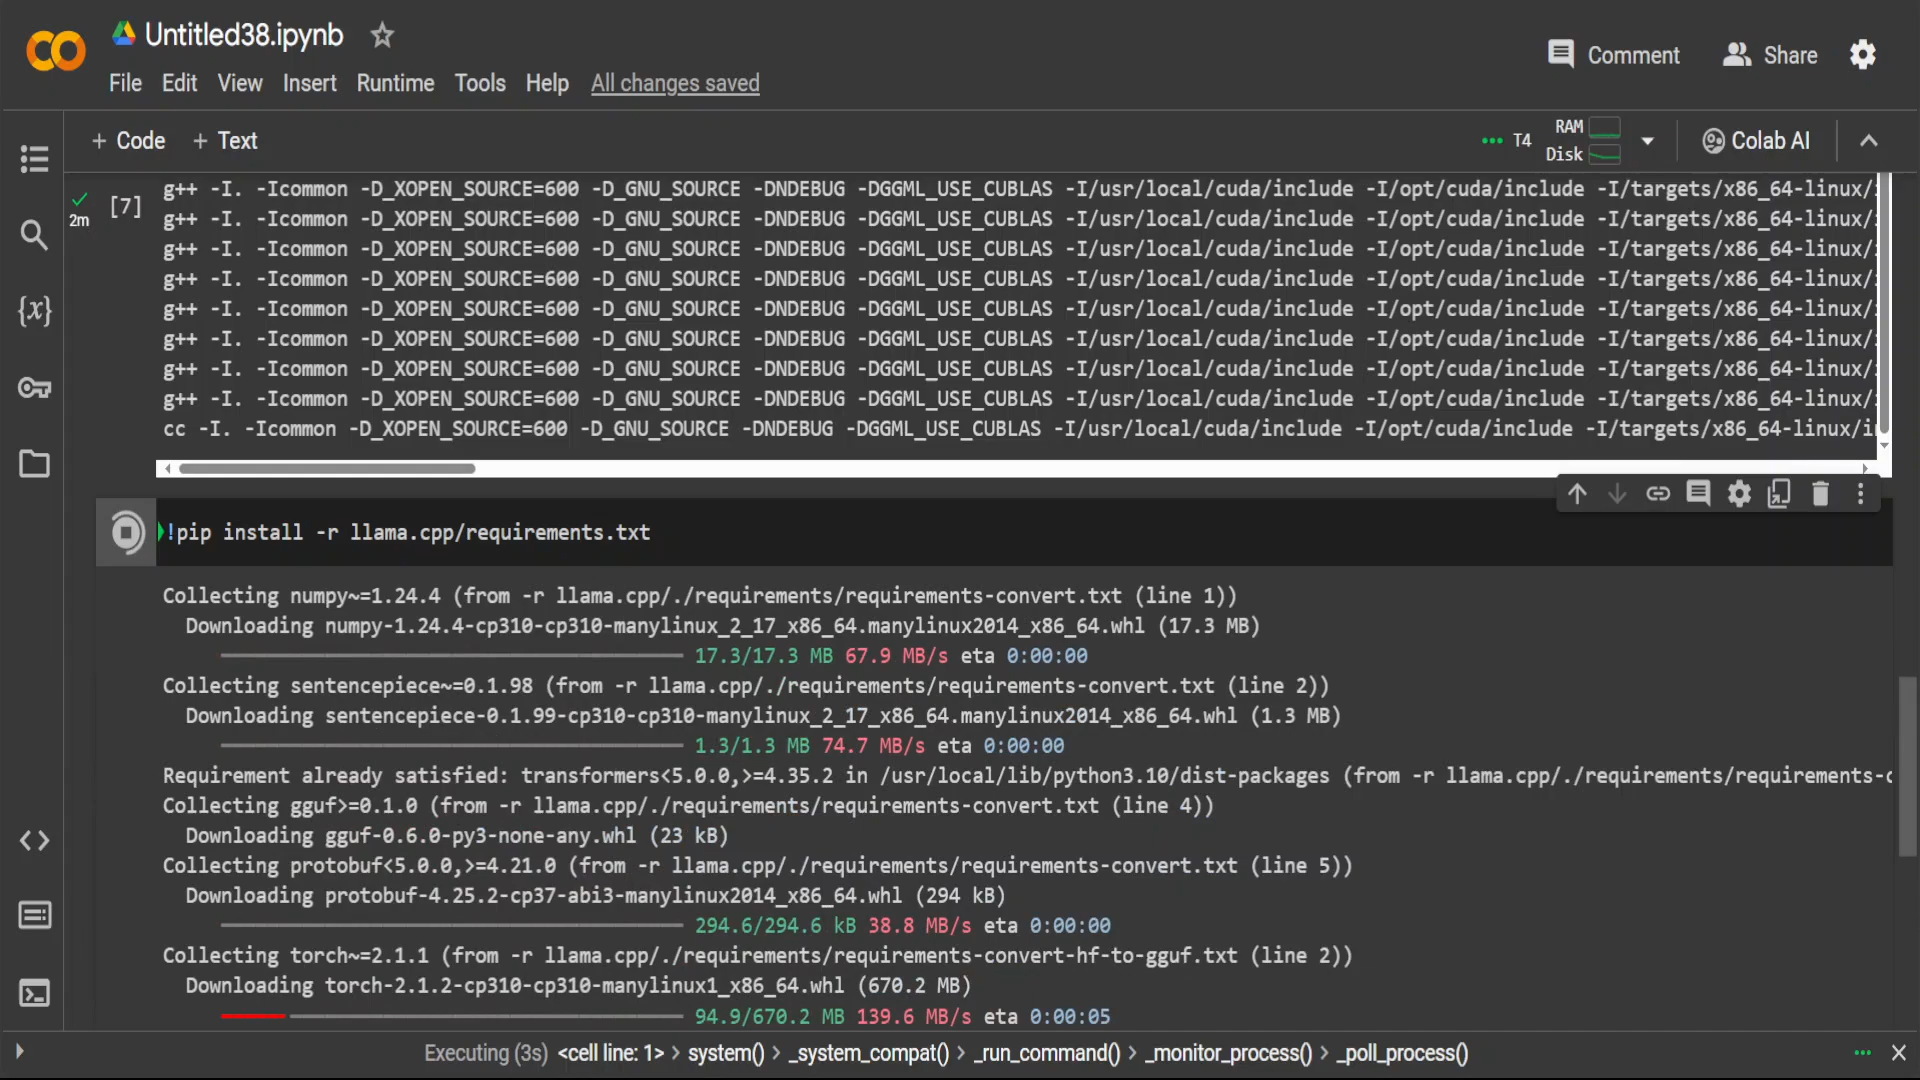 Untitled38.ipynb
Comment
Share
File Edit View Insert Runtime Tools Help All changes saved
+ Code + Text
T4
RAM
Disk
Colab AI
2m
[7]
g++ -I. -Icommon -D_XOPEN_SOURCE=600 -D_GNU_SOURCE -DNDEBUG -DGGML_USE_CUBLAS -I/usr/local/cuda/include -I/opt/cuda/include -I/targets/x86_64-linux/
g++ -I. -Icommon -D_XOPEN_SOURCE=600 -D_GNU_SOURCE -DNDEBUG -DGGML_USE_CUBLAS -I/usr/local/cuda/include -I/opt/cuda/include -I/targets/x86_64-linux/
g++ -I. -Icommon -D_XOPEN_SOURCE=600 -D_GNU_SOURCE -DNDEBUG -DGGML_USE_CUBLAS -I/usr/local/cuda/include -I/opt/cuda/include -I/targets/x86_64-linux/
g++ -I. -Icommon -D_XOPEN_SOURCE=600 -D_GNU_SOURCE -DNDEBUG -DGGML_USE_CUBLAS -I/usr/local/cuda/include -I/opt/cuda/include -I/targets/x86_64-linux/
g++ -I. -Icommon -D_XOPEN_SOURCE=600 -D_GNU_SOURCE -DNDEBUG -DGGML_USE_CUBLAS -I/usr/local/cuda/include -I/opt/cuda/include -I/targets/x86_64-linux/
g++ -I. -Icommon -D_XOPEN_SOURCE=600 -D_GNU_SOURCE -DNDEBUG -DGGML_USE_CUBLAS -I/usr/local/cuda/include -I/opt/cuda/include -I/targets/x86_64-linux/
g++ -I. -Icommon -D_XOPEN_SOURCE=600 -D_GNU_SOURCE -DNDEBUG -DGGML_USE_CUBLAS -I/usr/local/cuda/include -I/opt/cuda/include -I/targets/x86_64-linux/
g++ -I. -Icommon -D_XOPEN_SOURCE=600 -D_GNU_SOURCE -DNDEBUG -DGGML_USE_CUBLAS -I/usr/local/cuda/include -I/opt/cuda/include -I/targets/x86_64-linux/
cc -I. -Icommon -D_XOPEN_SOURCE=600 -D_GNU_SOURCE -DNDEBUG -DGGML_USE_CUBLAS -I/usr/local/cuda/include -I/opt/cuda/include -I/targets/x86_64-linux/i
!pip install -r llama.cpp/requirements.txt
Collecting numpy~=1.24.4 (from -r llama.cpp/./requirements/requirements-convert.txt (line 1))
Downloading numpy-1.24.4-cp310-cp310-manylinux_2_17_x86_64.manylinux2014_x86_64.whl (17.3 MB)
17.3/17.3 MB 67.9 MB/s eta 0:00:00
Collecting sentencepiece~=0.1.98 (from -r llama.cpp/./requirements/requirements-convert.txt (line 2))
Downloading sentencepiece-0.1.99-cp310-cp310-manylinux_2_17_x86_64.manylinux2014_x86_64.whl (1.3 MB)
1.3/1.3 MB 74.7 MB/s eta 0:00:00
Requirement already satisfied: transformers<5.0.0,>=4.35.2 in /usr/local/lib/python3.10/dist-packages (from -r llama.cpp/./requirements/requirements-c
Collecting gguf>=0.1.0 (from -r llama.cpp/./requirements/requirements-convert.txt (line 4))
Downloading gguf-0.6.0-py3-none-any.whl (23 kB)
Collecting protobuf<5.0.0,>=4.21.0 (from -r llama.cpp/./requirements/requirements-convert.txt (line 5))
Downloading protobuf-4.25.2-cp37-abi3-manylinux2014_x86_64.whl (294 kB)
294.6/294.6 kB 38.8 MB/s eta 0:00:00
Collecting torch~=2.1.1 (from -r llama.cpp/./requirements/requirements-convert-hf-to-gguf.txt (line 2))
Downloading torch-2.1.2-cp310-cp310-manylinux1_x86_64.whl (670.2 MB)
94.9/670.2 MB 139.6 MB/s eta 0:00:05
Executing (3s) <cell line: 1> > system() > _system_compat() > _run_command() > _monitor_process() > _poll_process()